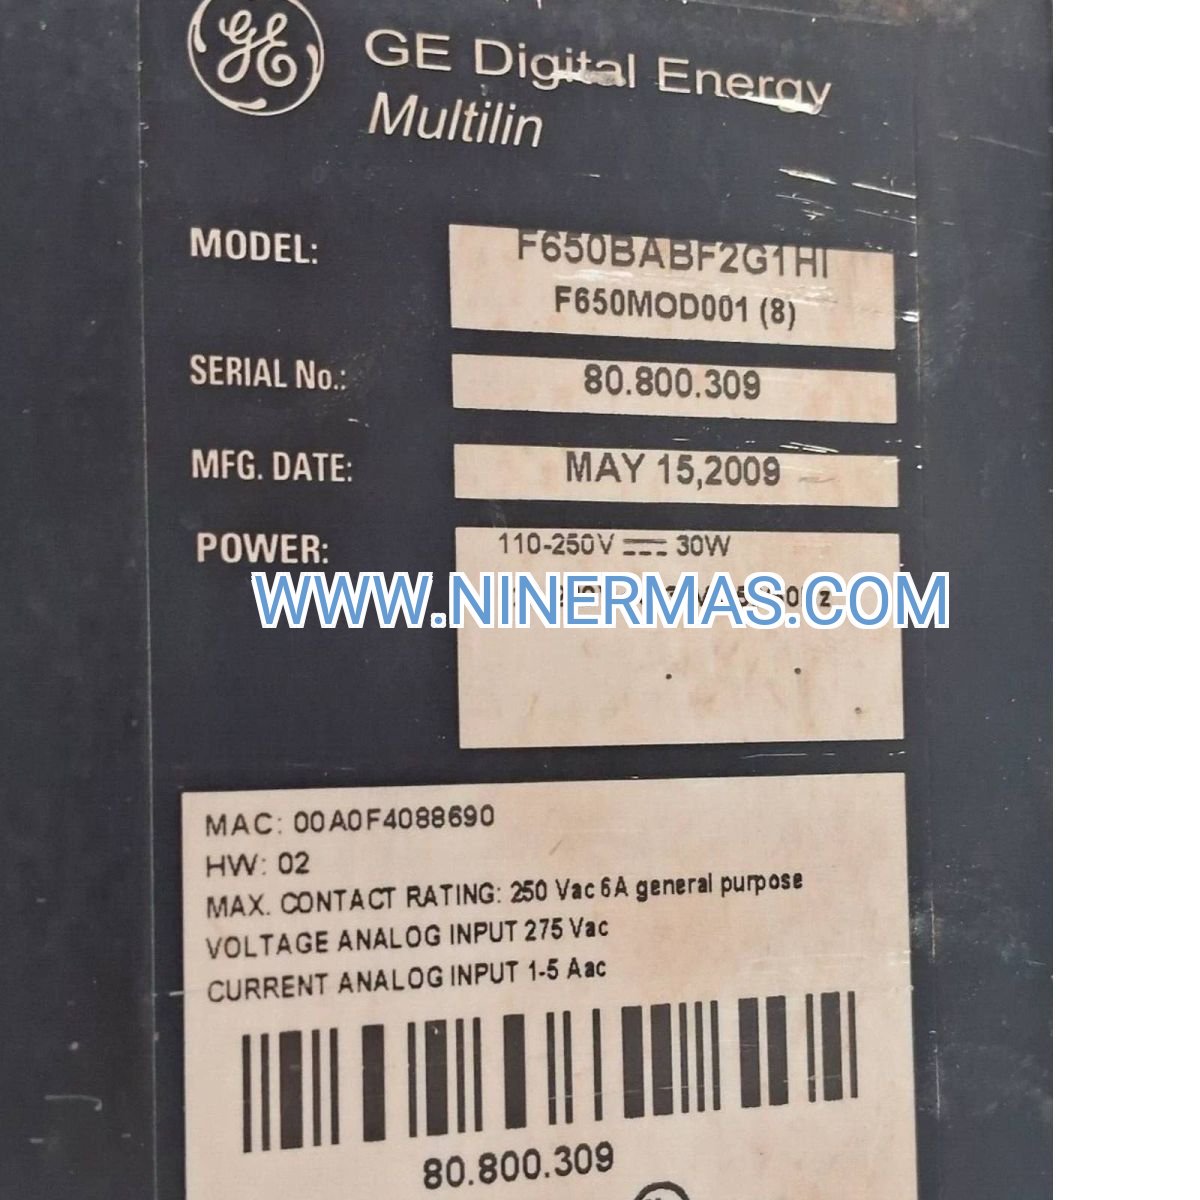 GE
GE Digital Energy
Multilin
MODEL: F650BABF2G1HI
F650MOD001 (8)
SERIAL No.: 80.800.309
MFG. DATE: MAY 15,2009
POWER: 110-250V 30W
WWW.NINERMAS.COM
MAC: 00A0F4088690
HW: 02
MAX. CONTACT RATING: 250 Vac 6A general purpose
VOLTAGE ANALOG INPUT 275 Vac
CURRENT ANALOG INPUT 1-5 Aac
80.800.309